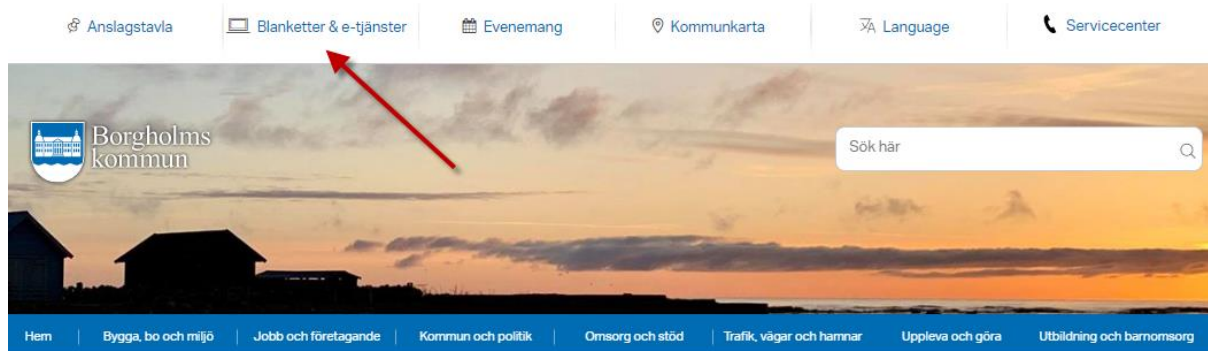 Anslagstavla Blanketter & e-tjänster Evenemang Kommunkarta Language Servicecenter
Borgholms
kommun
Sök här
Hem Bygga, bo och miljö Jobb och företagande Kommun och politik Omsorg och stöd Trafik, vägar och hamnar Uppleva och göra Utbildning och barnomsorg